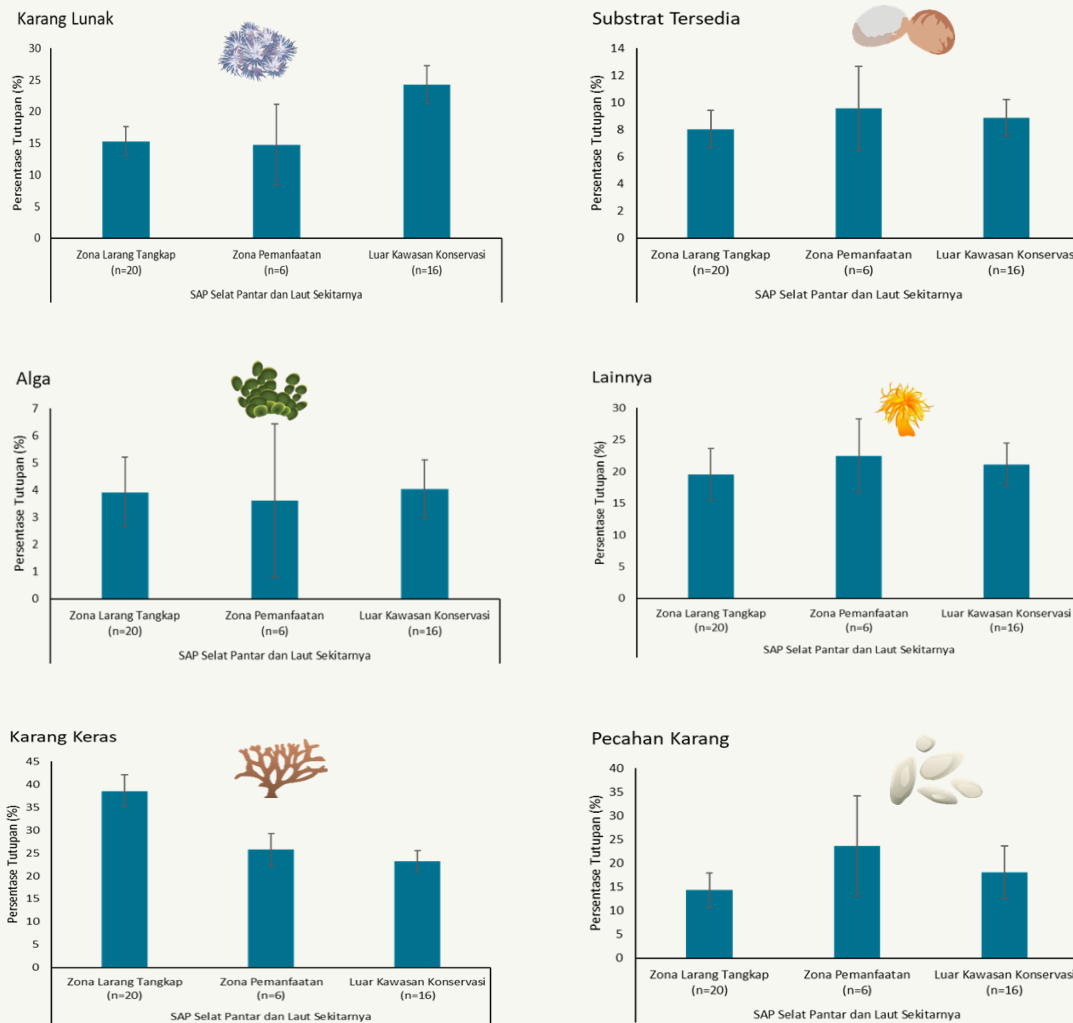 Karang Lunak
Persentase Tutupan (%)
30
25
20
15
10
5
0
Zona Larang Tangkap
(n=20)
Zona Pemanfaatan
(n=6)
Luar Kawasan Konservasi
(n=16)
SAP Selat Pantar dan Laut Sekitarnya
Substrat Tersedia
Persentase Tutupan (%)
14
12
10
8
6
4
2
0
Zona Larang Tangkap
(n=20)
Zona Pemanfaatan
(n=6)
Luar Kawasan Konservasi
(n=16)
SAP Selat Pantar dan Laut Sekitarnya
Alga
Persentase Tutupan (%)
7
6
5
4
3
2
1
0
Zona Larang Tangkap
(n=20)
Zona Pemanfaatan
(n=6)
Luar Kawasan Konservasi
(n=16)
SAP Selat Pantar dan Laut Sekitarnya
Lainnya
Persentase Tutupan (%)
30
25
20
15
10
5
0
Zona Larang Tangkap
(n=20)
Zona Pemanfaatan
(n=6)
Luar Kawasan Konservasi
(n=16)
SAP Selat Pantar dan Laut Sekitarnya
Karang Keras
Persentase Tutupan (%)
45
40
35
30
25
20
15
10
5
0
Zona Larang Tangkap
(n=20)
Zona Pemanfaatan
(n=6)
Luar Kawasan Konservasi
(n=16)
SAP Selat Pantar dan Laut Sekitarnya
Pecahan Karang
Persentase Tutupan (%)
40
35
30
25
20
15
10
5
0
Zona Larang Tangkap
(n=20)
Zona Pemanfaatan
(n=6)
Luar Kawasan Konservasi
(n=16)
SAP Selat Pantar dan Laut Sekitarnya